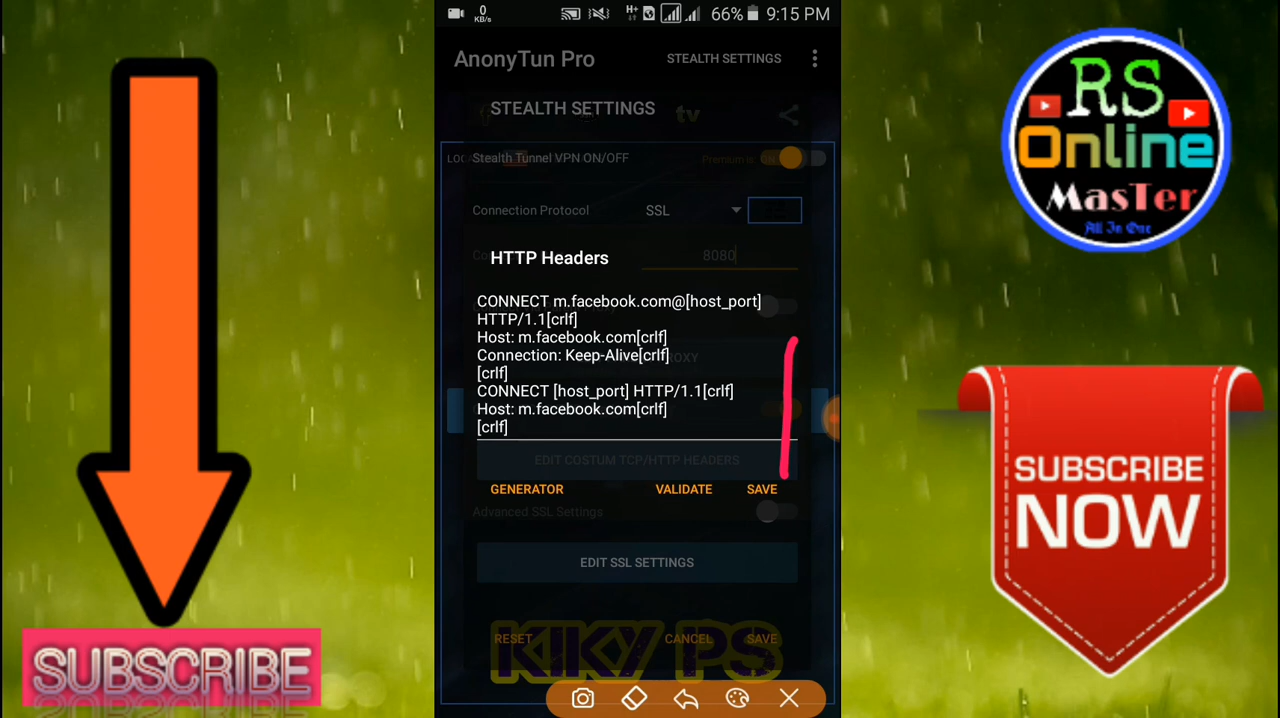 0
KB/s
H+
66%
9:15 PM
AnonyTun Pro
STEALTH SETTINGS
STEALTH SETTINGS
tv
Stealth Tunnel VPN ON/OFF
Connection Protocol
SSL
8080
HTTP Headers
CONNECT m.facebook.com@[host_port]
HTTP/1.1[crlf]
Host: m.facebook.com[crlf]
Connection: Keep-Alive[crlf]
[crlf]
CONNECT [host_port] HTTP/1.1[crlf]
Host: m.facebook.com[crlf]
[crlf]
EDIT COSTUM TCP/HTTP HEADERS
GENERATOR
VALIDATE
SAVE
Advanced SSL Settings
EDIT SSL SETTINGS
RESET
CANCEL
SAVE
KIKY PS
SUBSCRIBE
RS
Online
MasTer
All In One
SUBSCRIBE
NOW